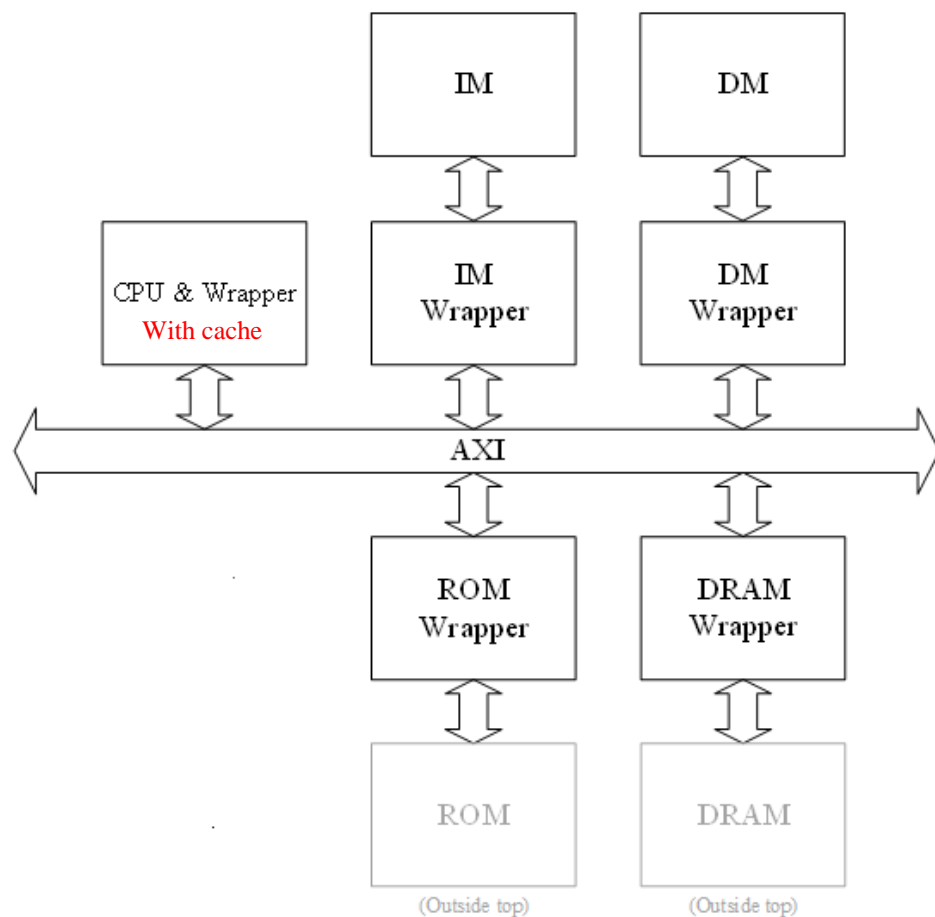 IM
DM
CPU & Wrapper
With cache
IM
Wrapper
DM
Wrapper
AXI
ROM
Wrapper
DRAM
Wrapper
ROM
DRAM
(Outside top)
(Outside top)